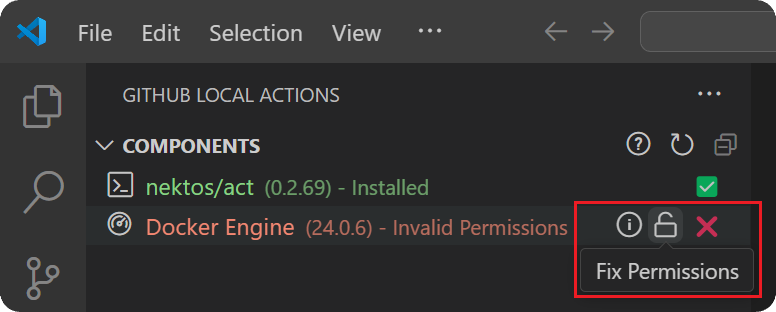 File Edit Selection View ···
GITHUB LOCAL ACTIONS ···
COMPONENTS
nektos/act (0.2.69) - Installed
Docker Engine (24.0.6) - Invalid Permissions
Fix Permissions